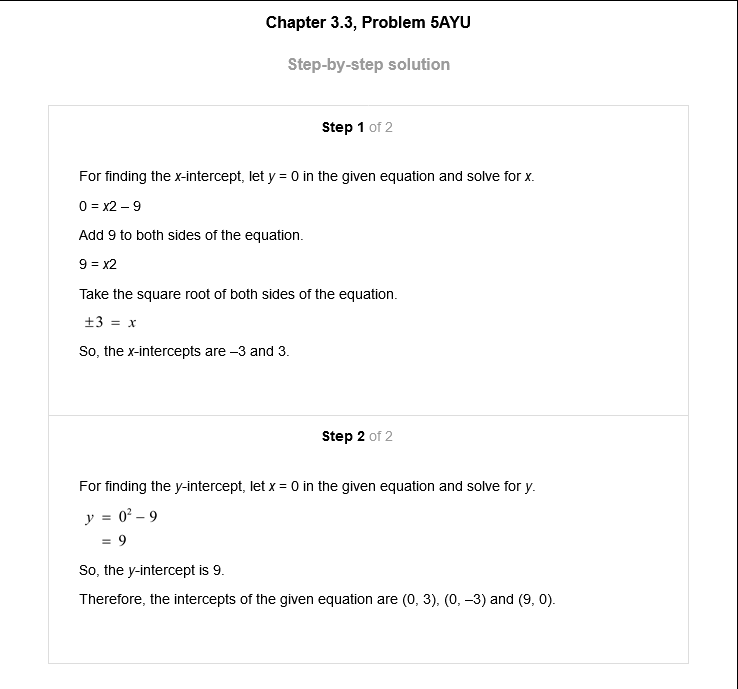 Chapter 3.3, Problem 5AYU
Step-by-step solution
Step 1 of 2
For finding the x-intercept, let y = 0 in the given equation and solve for x.
0 = x2 – 9
Add 9 to both sides of the equation.
9 = x2
Take the square root of both sides of the equation.
±3 = x
So, the x-intercepts are –3 and 3.
Step 2 of 2
For finding the y-intercept, let x = 0 in the given equation and solve for y.
y = 0² – 9
= 9
So, the y-intercept is 9.
Therefore, the intercepts of the given equation are (0, 3), (0, –3) and (9, 0).